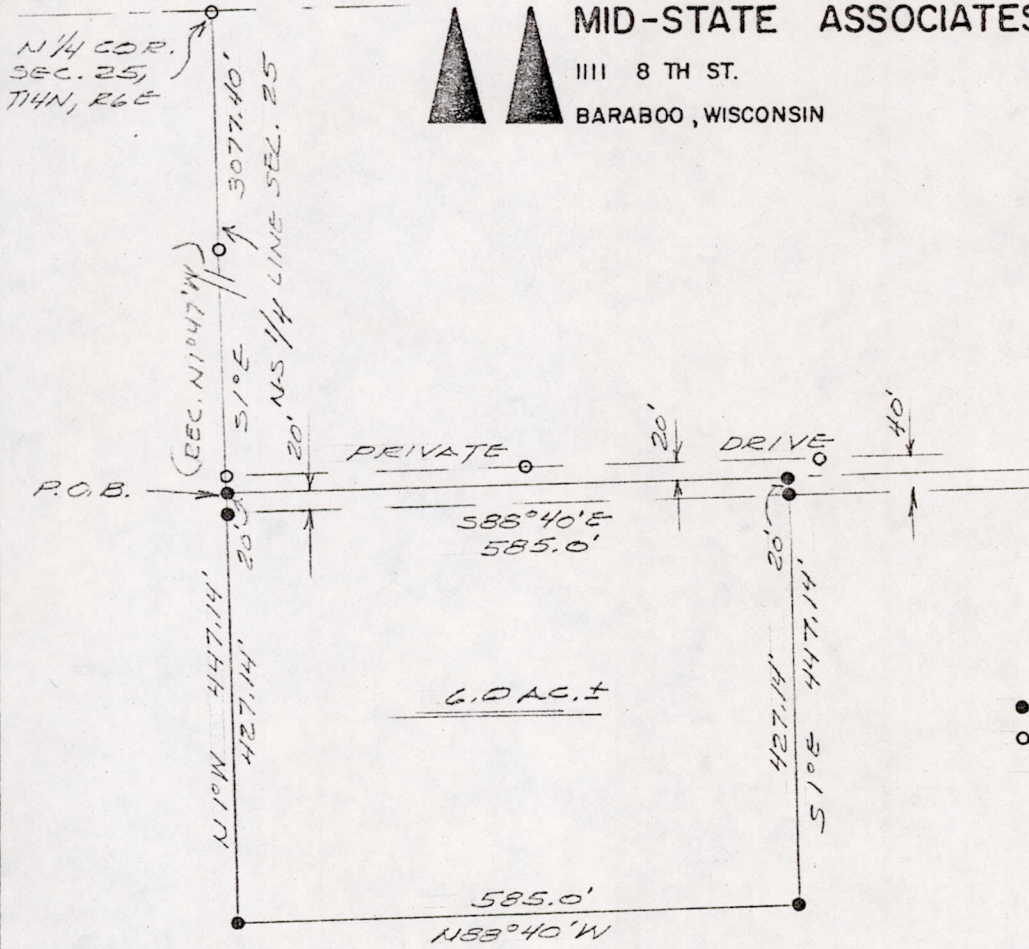 MID-STATE ASSOCIATES
1111 8 TH ST.
BARABOO, WISCONSIN
N 1/4 COR.
SEC. 25,
T14N, R6E
3077.40'
N-S 1/4 LINE SEC. 25
(REC. N1°47'W)
S1°E
20'
PRIVATE
20'
DRIVE
40'
P.O.B.
S88°40'E
585.0'
20'
20'
N1°W 447.14'
427.14'
6.0 AC.±
427.14'
S1°E 447.14'
585.0'
N88°40'W